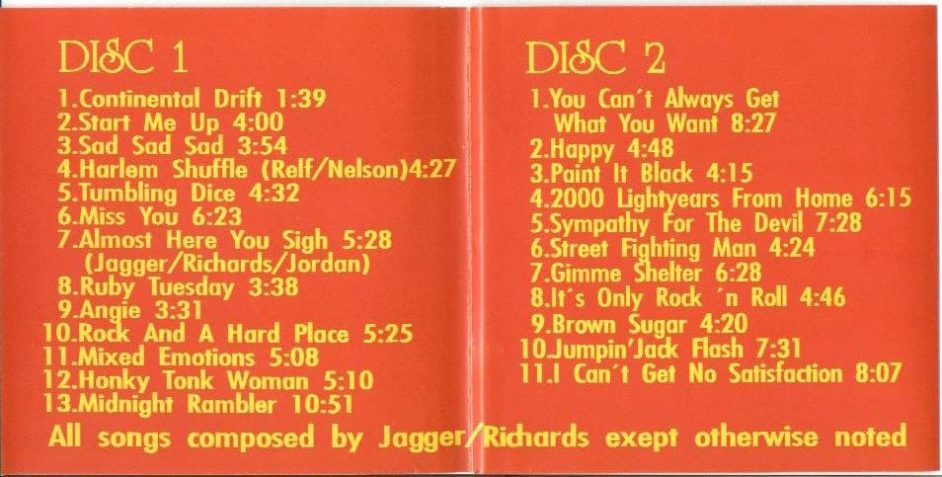 DISC 1
1.Continental Drift 1:39
2.Start Me Up 4:00
3.Sad Sad Sad 3:54
4.Harlem Shuffle (Relf/Nelson)4:27
5.Tumbling Dice 4:32
6.Miss You 6:23
7.Almost Here You Sigh 5:28
(Jagger/Richards/Jordan)
8.Ruby Tuesday 3:38
9.Angie 3:31
10.Rock And A Hard Place 5:25
11.Mixed Emotions 5:08
12.Honky Tonk Woman 5:10
13.Midnight Rambler 10:51
DISC 2
1.You Can´t Always Get
What You Want 8:27
2.Happy 4:48
3.Paint It Black 4:15
4.2000 Lightyears From Home 6:15
5.Sympathy For The Devil 7:28
6.Street Fighting Man 4:24
7.Gimme Shelter 6:28
8.It´s Only Rock ´n Roll 4:46
9.Brown Sugar 4:20
10.Jumpin'Jack Flash 7:31
11.I Can´t Get No Satisfaction 8:07
All songs composed by Jagger/Richards exept otherwise noted